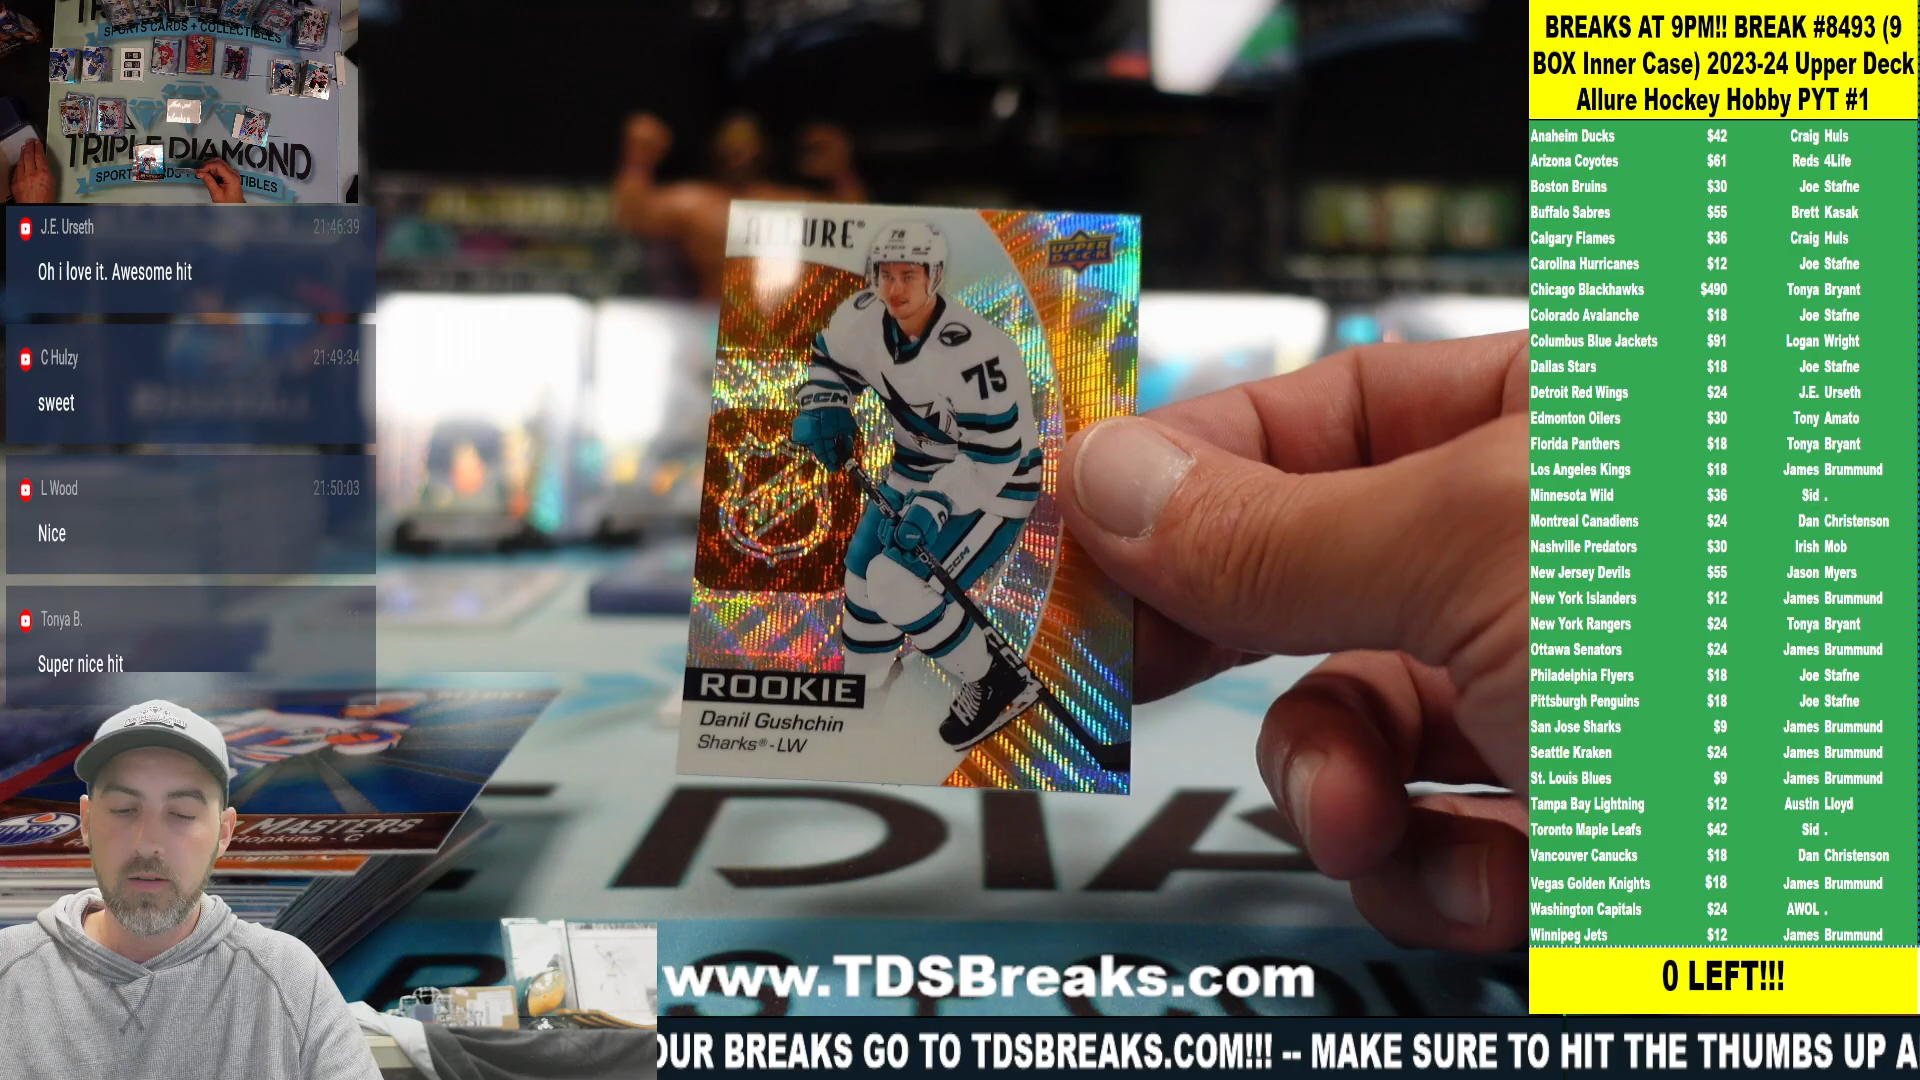 SPORTS CARDS + COLLECTIBLES
TRIPLE DIAMOND
J.E. Urseth 21:46:39
Oh i love it. Awesome hit
C Hulzy 21:49:34
sweet
L Wood 21:50:03
Nice
Tonya B.
Super nice hit
ALLURE
UPPER DECK
78
75
CCM
CCM
CCM
ROOKIE
Danil Gushchin
Sharks® - LW
MASTERS
Hopkins - C
www.TDSBreaks.com
OUR BREAKS GO TO TDSBREAKS.COM!!! -- MAKE SURE TO HIT THE THUMBS UP A
BREAKS AT 9PM!! BREAK #8493 (9
BOX Inner Case) 2023-24 Upper Deck
Allure Hockey Hobby PYT #1
Anaheim Ducks $42 Craig Huls
Arizona Coyotes $61 Reds 4Life
Boston Bruins $30 Joe Stafne
Buffalo Sabres $55 Brett Kasak
Calgary Flames $36 Craig Huls
Carolina Hurricanes $12 Joe Stafne
Chicago Blackhawks $490 Tonya Bryant
Colorado Avalanche $18 Joe Stafne
Columbus Blue Jackets $91 Logan Wright
Dallas Stars $18 Joe Stafne
Detroit Red Wings $24 J.E. Urseth
Edmonton Oilers $30 Tony Amato
Florida Panthers $18 Tonya Bryant
Los Angeles Kings $18 James Brummund
Minnesota Wild $36 Sid .
Montreal Canadiens $24 Dan Christenson
Nashville Predators $30 Irish Mob
New Jersey Devils $55 Jason Myers
New York Islanders $12 James Brummund
New York Rangers $24 Tonya Bryant
Ottawa Senators $24 James Brummund
Philadelphia Flyers $18 Joe Stafne
Pittsburgh Penguins $18 Joe Stafne
San Jose Sharks $9 James Brummund
Seattle Kraken $24 James Brummund
St. Louis Blues $9 James Brummund
Tampa Bay Lightning $12 Austin Lloyd
Toronto Maple Leafs $42 Sid .
Vancouver Canucks $18 Dan Christenson
Vegas Golden Knights $18 James Brummund
Washington Capitals $24 AWOL .
Winnipeg Jets $12 James Brummund
0 LEFT!!!